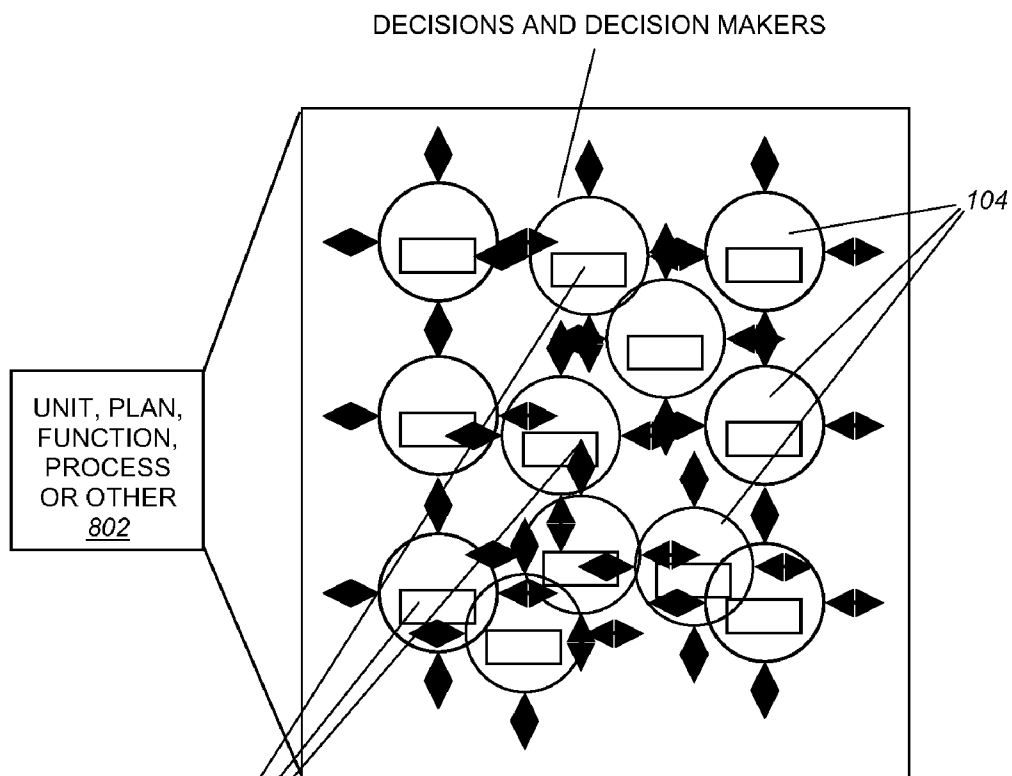 DECISIONS AND DECISION MAKERS
104
UNIT, PLAN,
FUNCTION,
PROCESS
OR OTHER
802